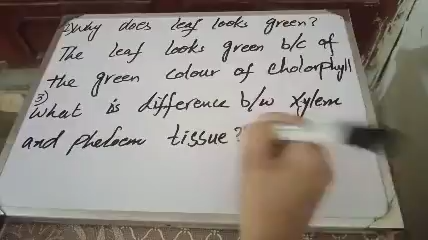 2) Why does leaf looks green?
The leaf looks green b/c of
the green colour of cholorphyll
3) What is difference b/w xylem
and pheloem tissue?